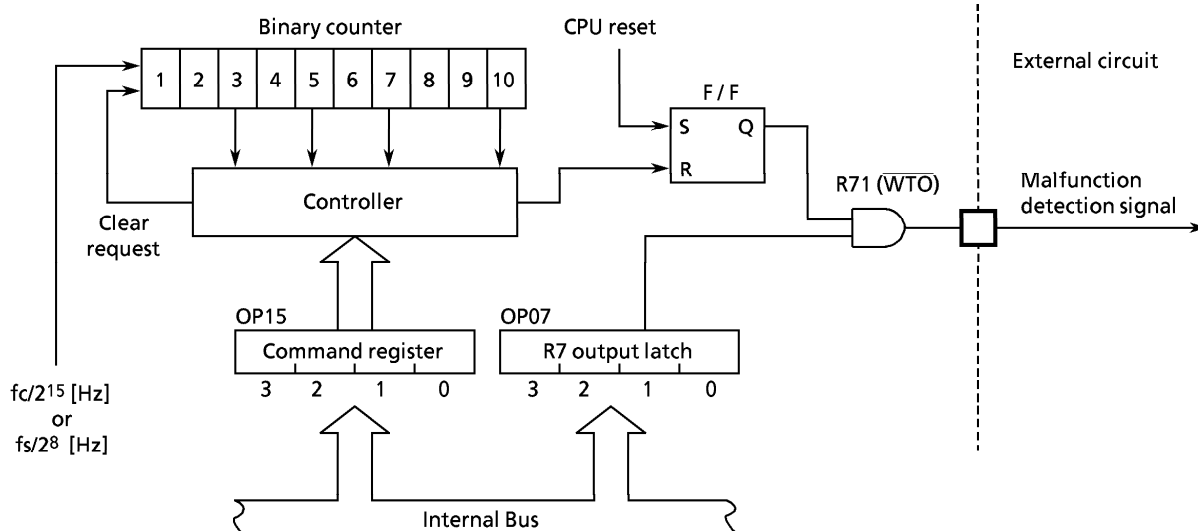 Binary counter
1 2 3 4 5 6 7 8 9 10
CPU reset
External circuit
F / F
S Q
R
R71 (WTO)
Controller
Malfunction
detection signal
Clear
request
OP15
Command register
3 2 1 0
OP07
R7 output latch
3 2 1 0
fc/2¹⁵ [Hz]
or
fs/2⁸ [Hz]
Internal Bus